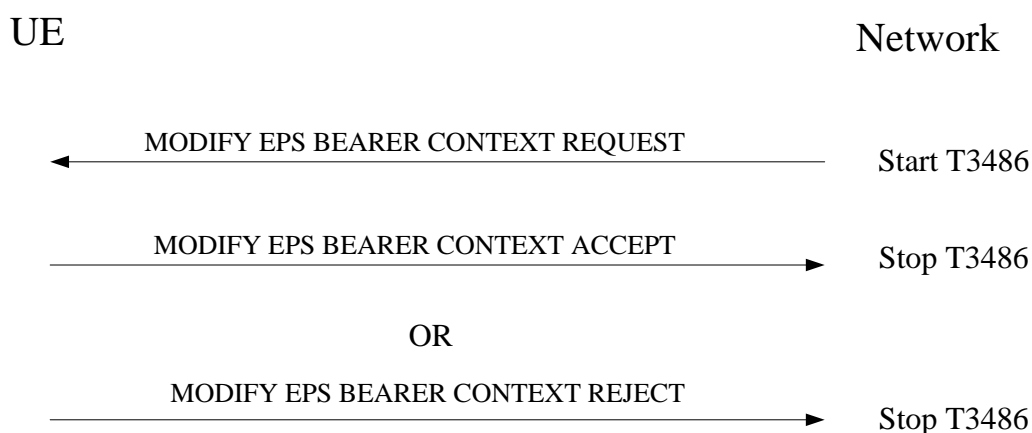 UE
Network
MODIFY EPS BEARER CONTEXT REQUEST
Start T3486
MODIFY EPS BEARER CONTEXT ACCEPT
Stop T3486
OR
MODIFY EPS BEARER CONTEXT REJECT
Stop T3486